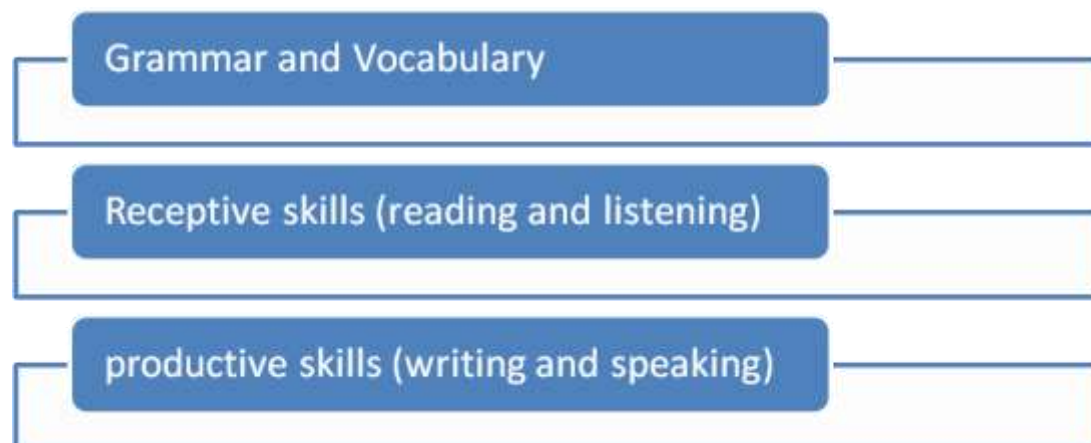 Grammar and Vocabulary
Receptive skills (reading and listening)
productive skills (writing and speaking)